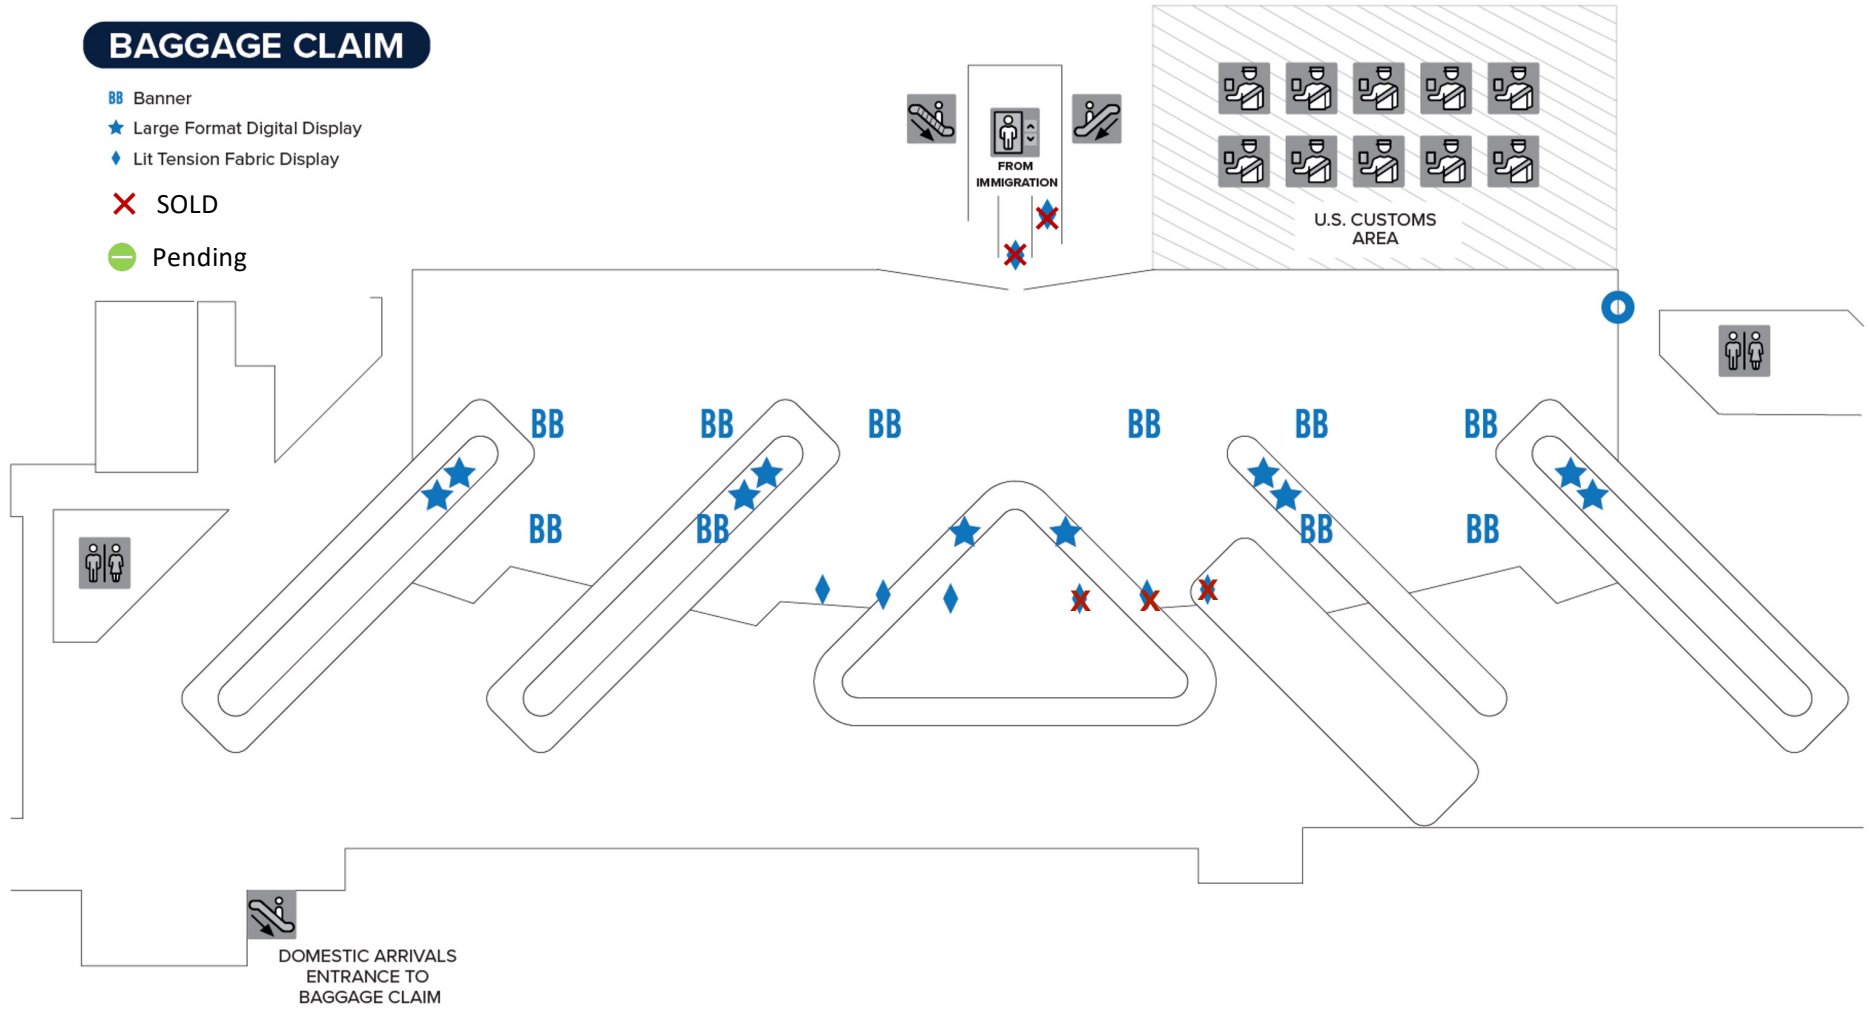 BAGGAGE CLAIM
BB Banner
Large Format Digital Display
Lit Tension Fabric Display
SOLD
Pending
FROM
IMMIGRATION
U.S. CUSTOMS
AREA
BB BB BB BB BB BB
BB BB BB BB
DOMESTIC ARRIVALS
ENTRANCE TO
BAGGAGE CLAIM